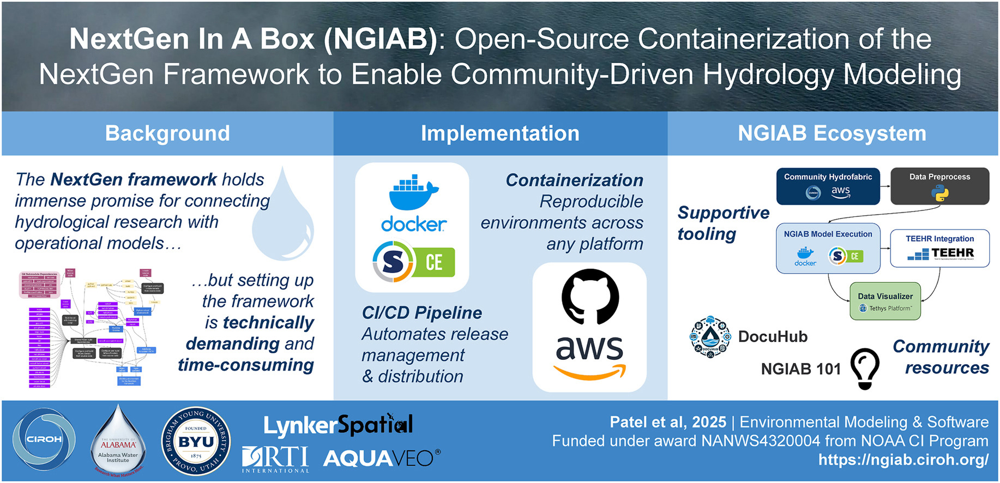 NextGen In A Box (NGIAB): Open-Source Containerization of the
NextGen Framework to Enable Community-Driven Hydrology Modeling
Background
The NextGen framework holds
immense promise for connecting
hydrological research with
operational models…
Git Submodule Dependencies
…but setting up
the framework
is technically
demanding and
time-consuming
Implementation
docker
S CE
Containerization
Reproducible
environments across
any platform
CI/CD Pipeline
Automates release
management
& distribution
aws
NGIAB Ecosystem
Supportive
tooling
Community Hydrofabric
CIROH aws
Data Preprocess
NGIAB Model Execution
docker S CE
TEEHR Integration
TEEHR
Data Visualizer
Tethys Platform™
DOCUHUB
DocuHub
NGIAB 101
Community
resources
CIROH
THE UNIVERSITY OF
ALABAMA®
Alabama Water
Institute
Research What Matters Most.
BRIGHAM YOUNG UNIVERSITY
FOUNDED
BYU
1875
PROVO, UTAH
LynkerSpatial
RTI
INTERNATIONAL
AQUAVEO®
Patel et al, 2025 | Environmental Modeling & Software
Funded under award NANWS4320004 from NOAA CI Program
https://ngiab.ciroh.org/